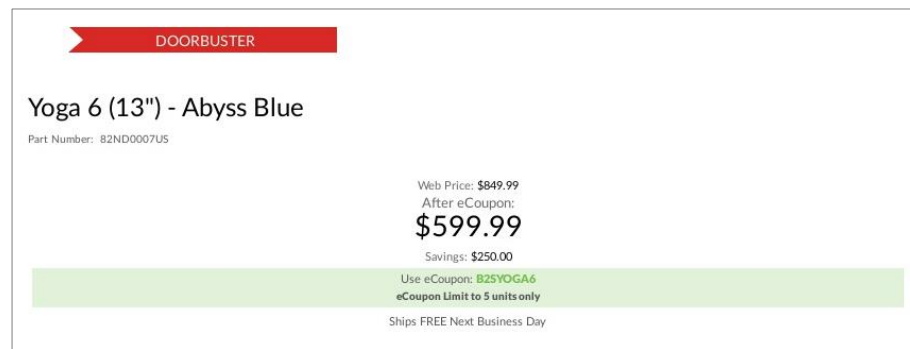 DOORBUSTER
Yoga 6 (13") - Abyss Blue
Part Number: 82ND0007US
Web Price: $849.99
After eCoupon:
$599.99
Savings: $250.00
Use eCoupon: B2SYOGA6
eCoupon Limit to 5 units only
Ships FREE Next Business Day